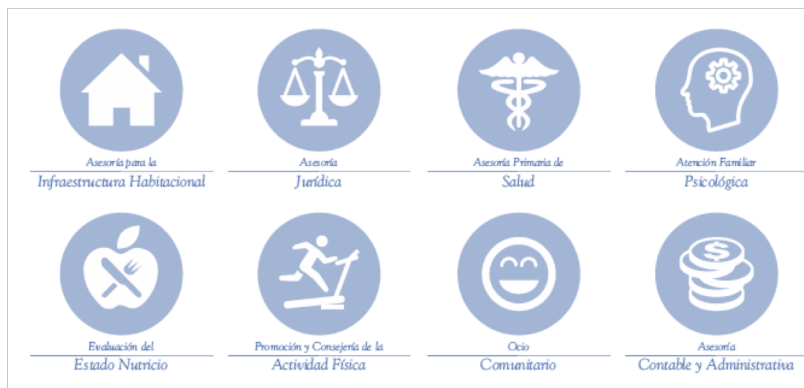 Asesoría para la
Infraestructura Habitacional
Asesoría
Jurídica
Asesoría Primaria de
Salud
Atención Familiar
Psicológica
Evaluación del
Estado Nutricio
Promoción y Consejería de la
Actividad Física
Ocio
Comunitario
Asesoría
Contable y Administrativa